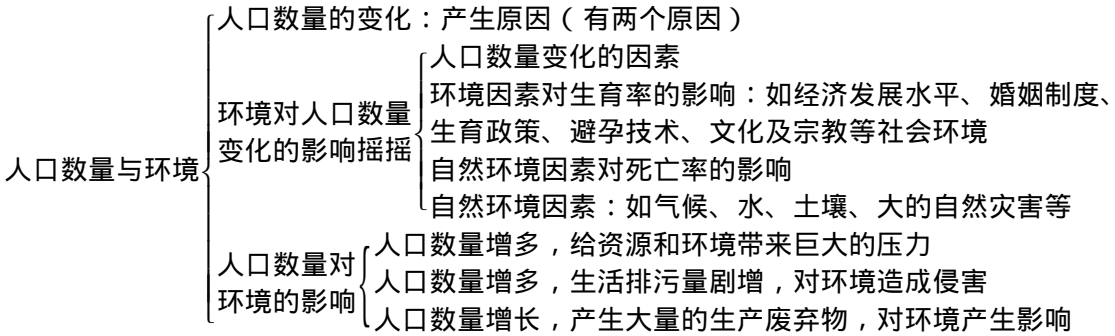 人口数量的变化：产生原因（有两个原因）
人口数量变化的因素
环境因素对生育率的影响：如经济发展水平、婚姻制度、
环境对人口数量
变化的影响摇摇
生育政策、避孕技术、文化及宗教等社会环境
人口数量与环境
自然环境因素对死亡率的影响
自然环境因素：如气候、水、土壤、大的自然灾害等
人口数量对
环境的影响
人口数量增多，给资源和环境带来巨大的压力
人口数量增多，生活排污量剧增，对环境造成侵害
人口数量增长，产生大量的生产废弃物，对环境产生影响